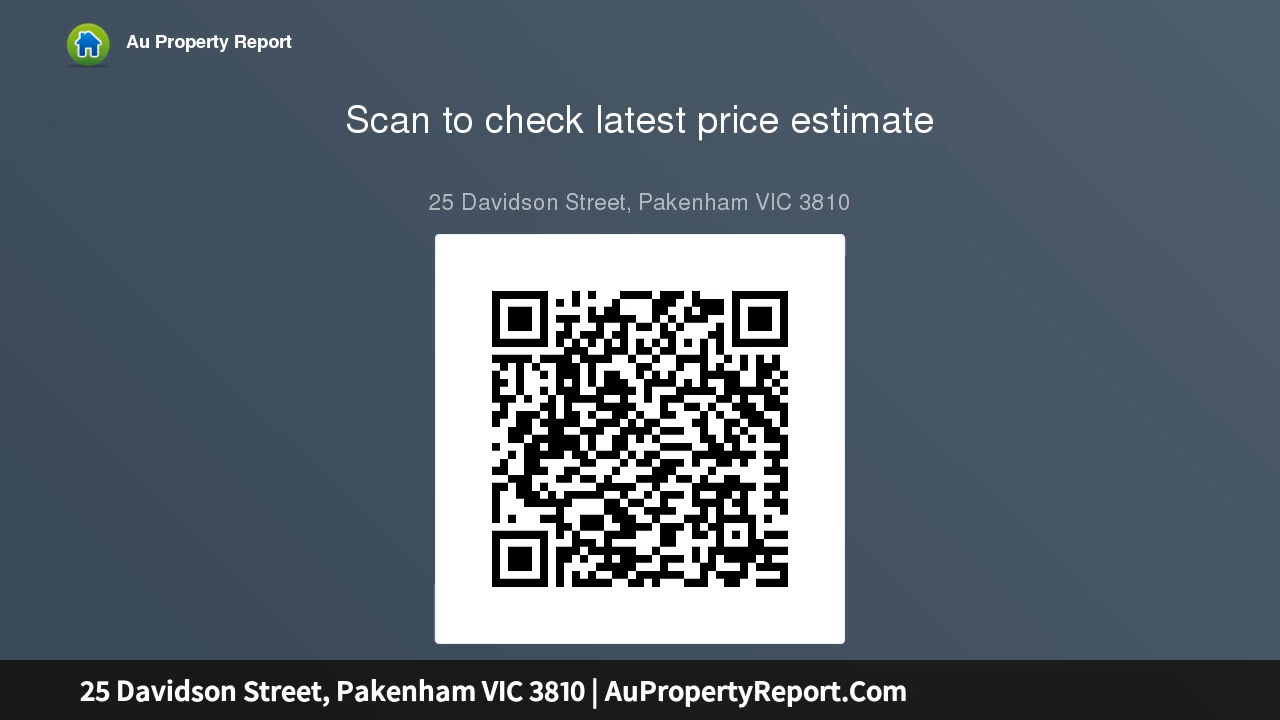 Au Property Report
Scan to check latest price estimate
25 Davidson Street, Pakenham VIC 3810
25 Davidson Street, Pakenham VIC 3810 | AuPropertyReport.Com